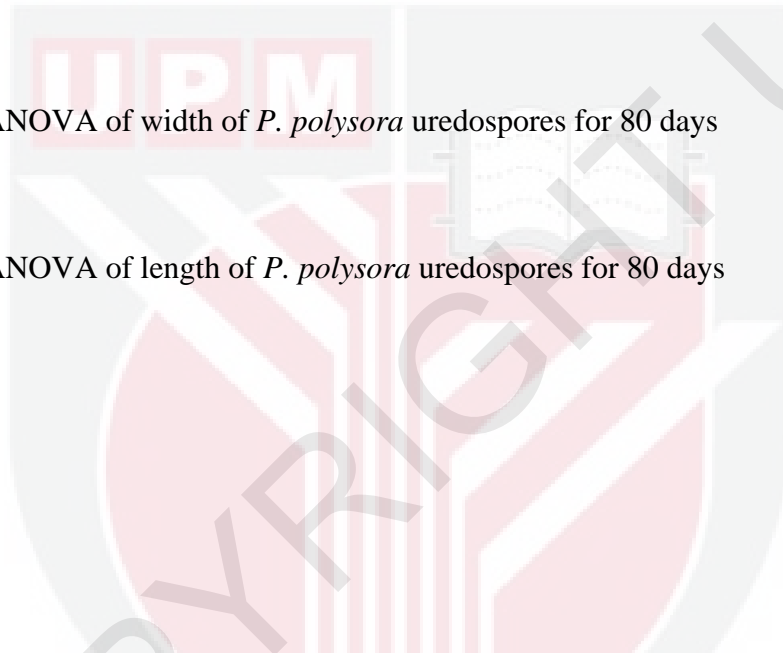 UPM
ANOVA of width of P. polysora uredospores for 80 days
ANOVA of length of P. polysora uredospores for 80 days